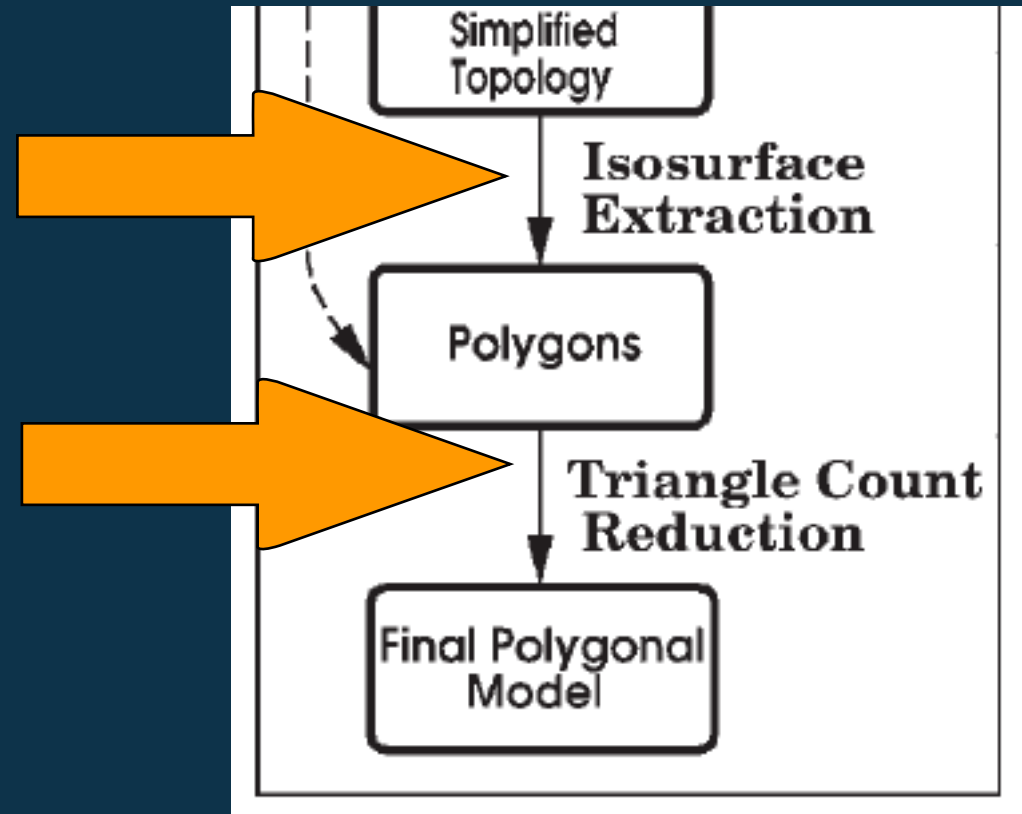 Simplified
Topology
Isosurface
Extraction
Polygons
Triangle Count
Reduction
Final Polygonal
Model